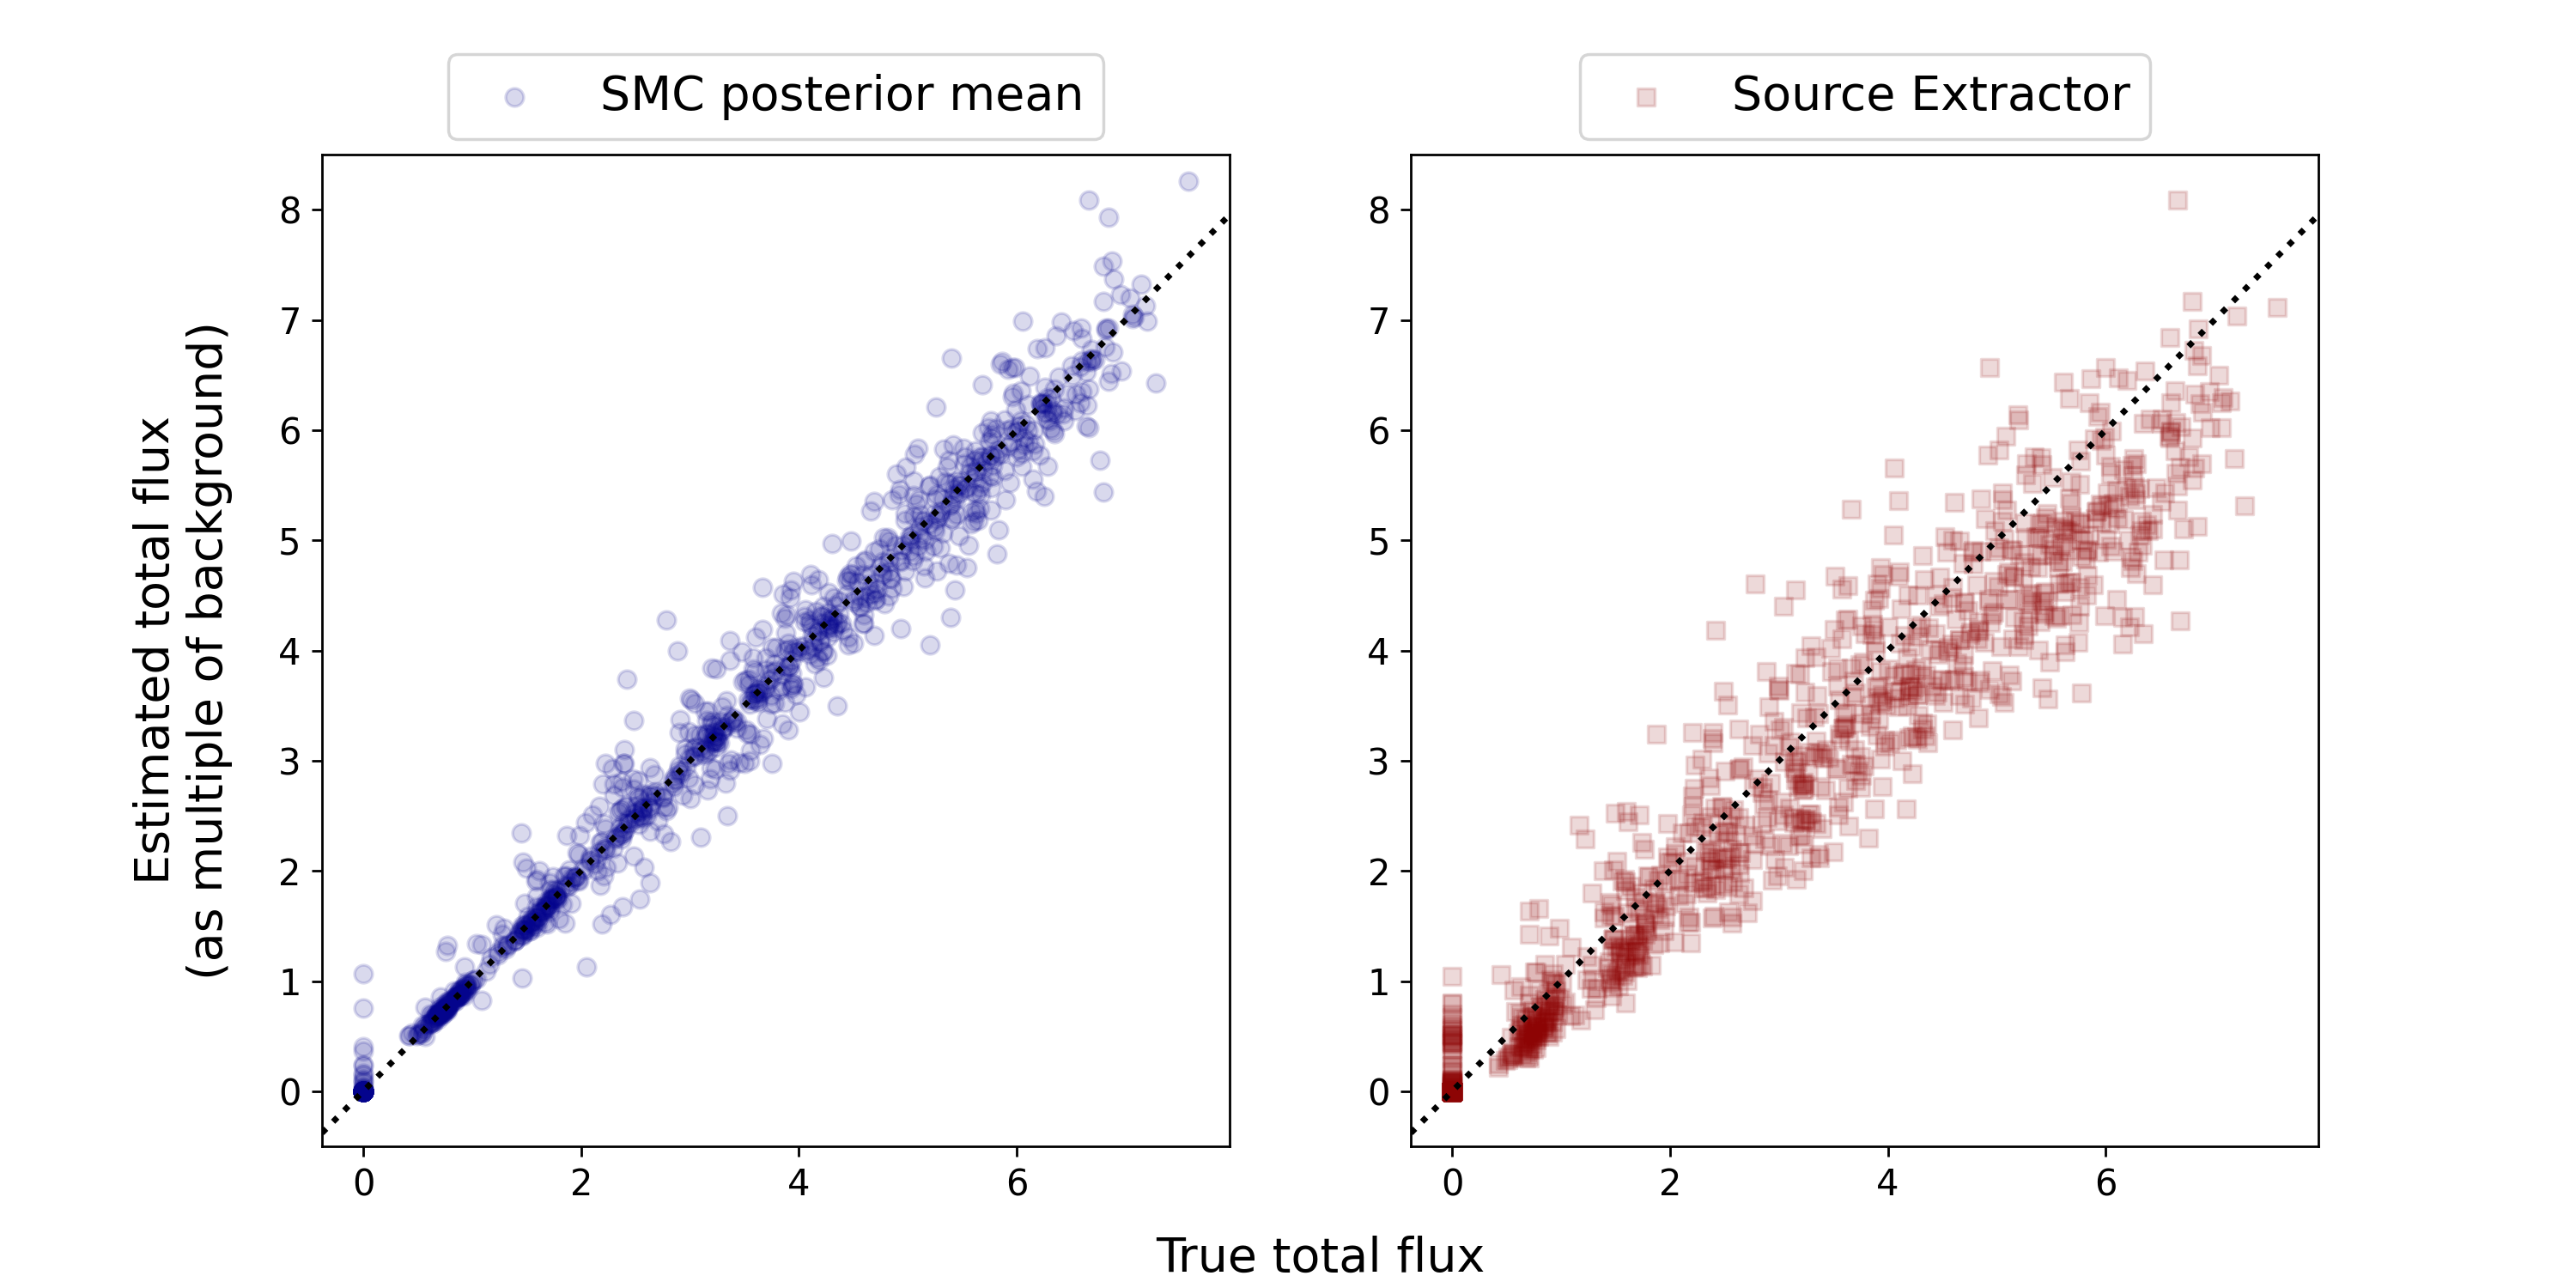 SMC posterior mean
Source Extractor
Estimated total flux
(as multiple of background)
8
7
6
5
4
3
2
1
0
0 2 4 6
8
7
6
5
4
3
2
1
0
0 2 4 6
True total flux